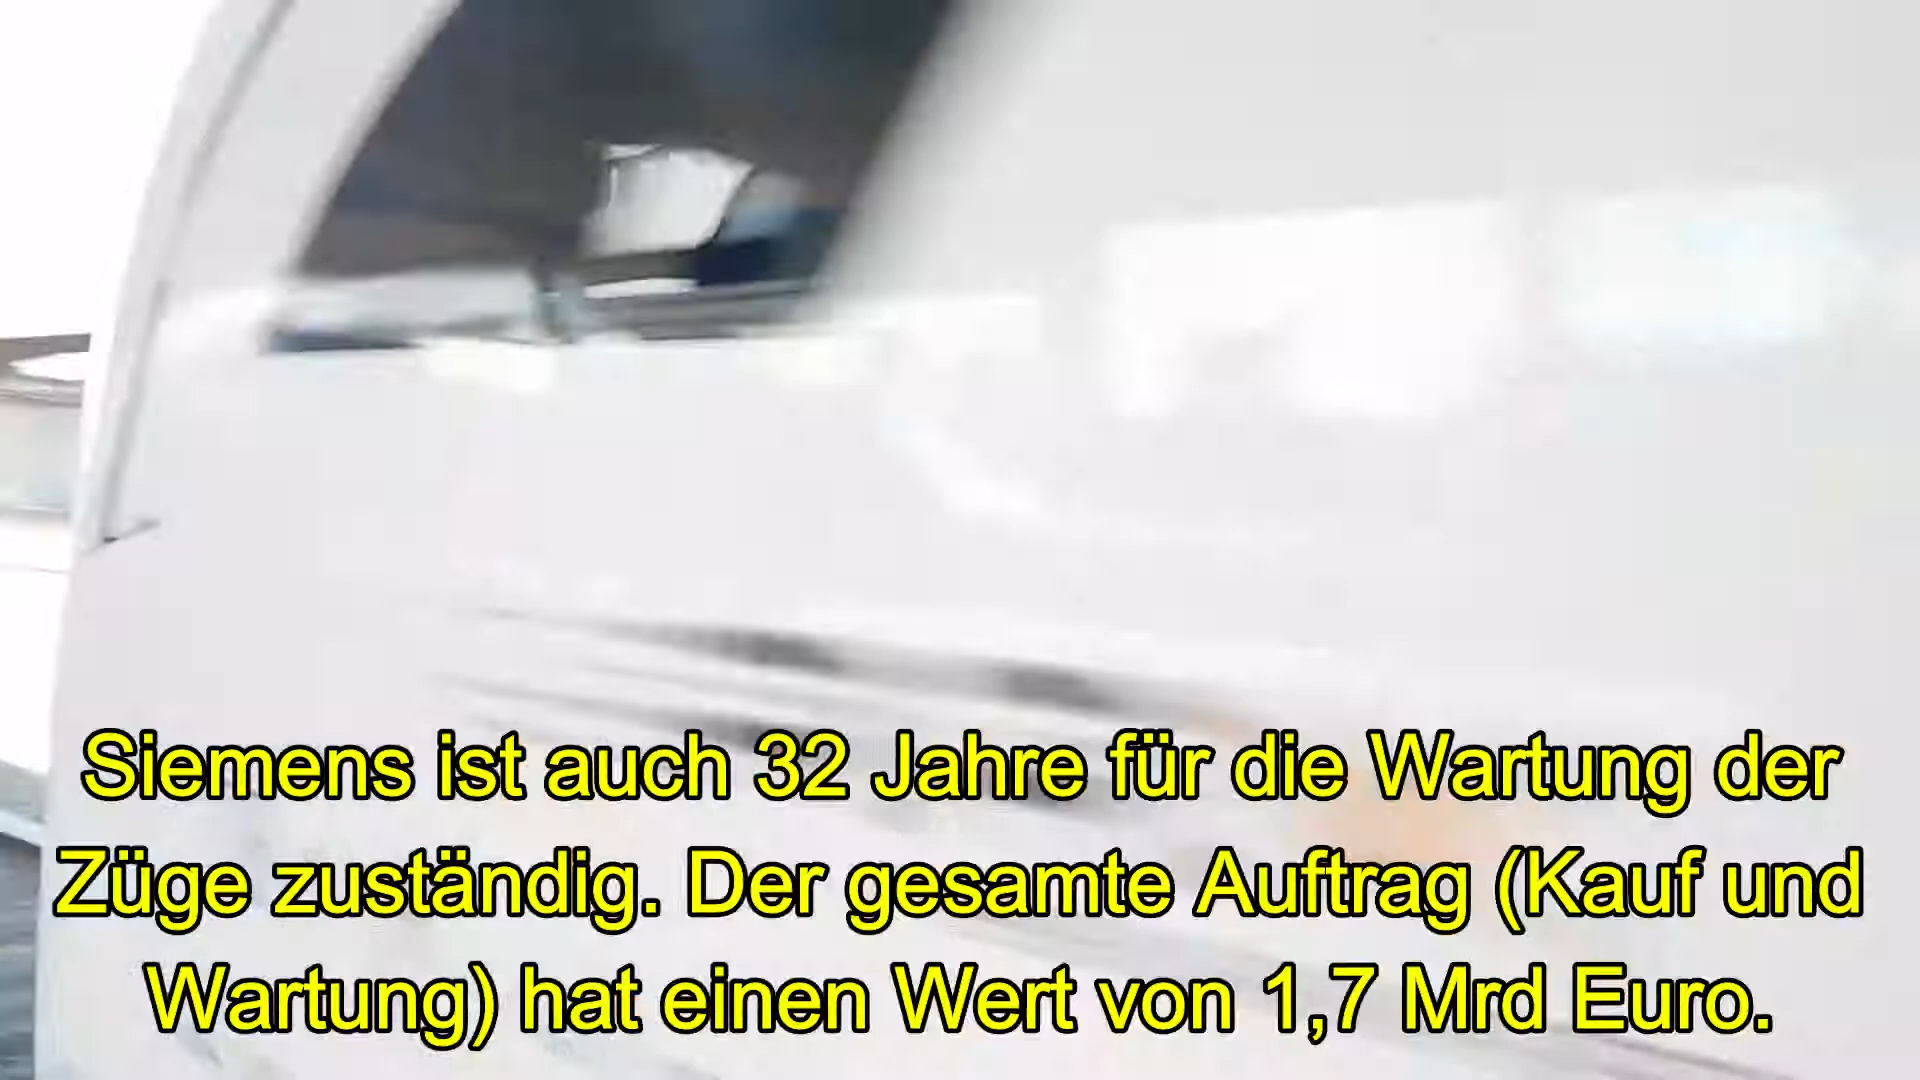 Siemens ist auch 32 Jahre für die Wartung der
Züge zuständig. Der gesamte Auftrag (Kauf und
Wartung) hat einen Wert von 1,7 Mrd Euro.